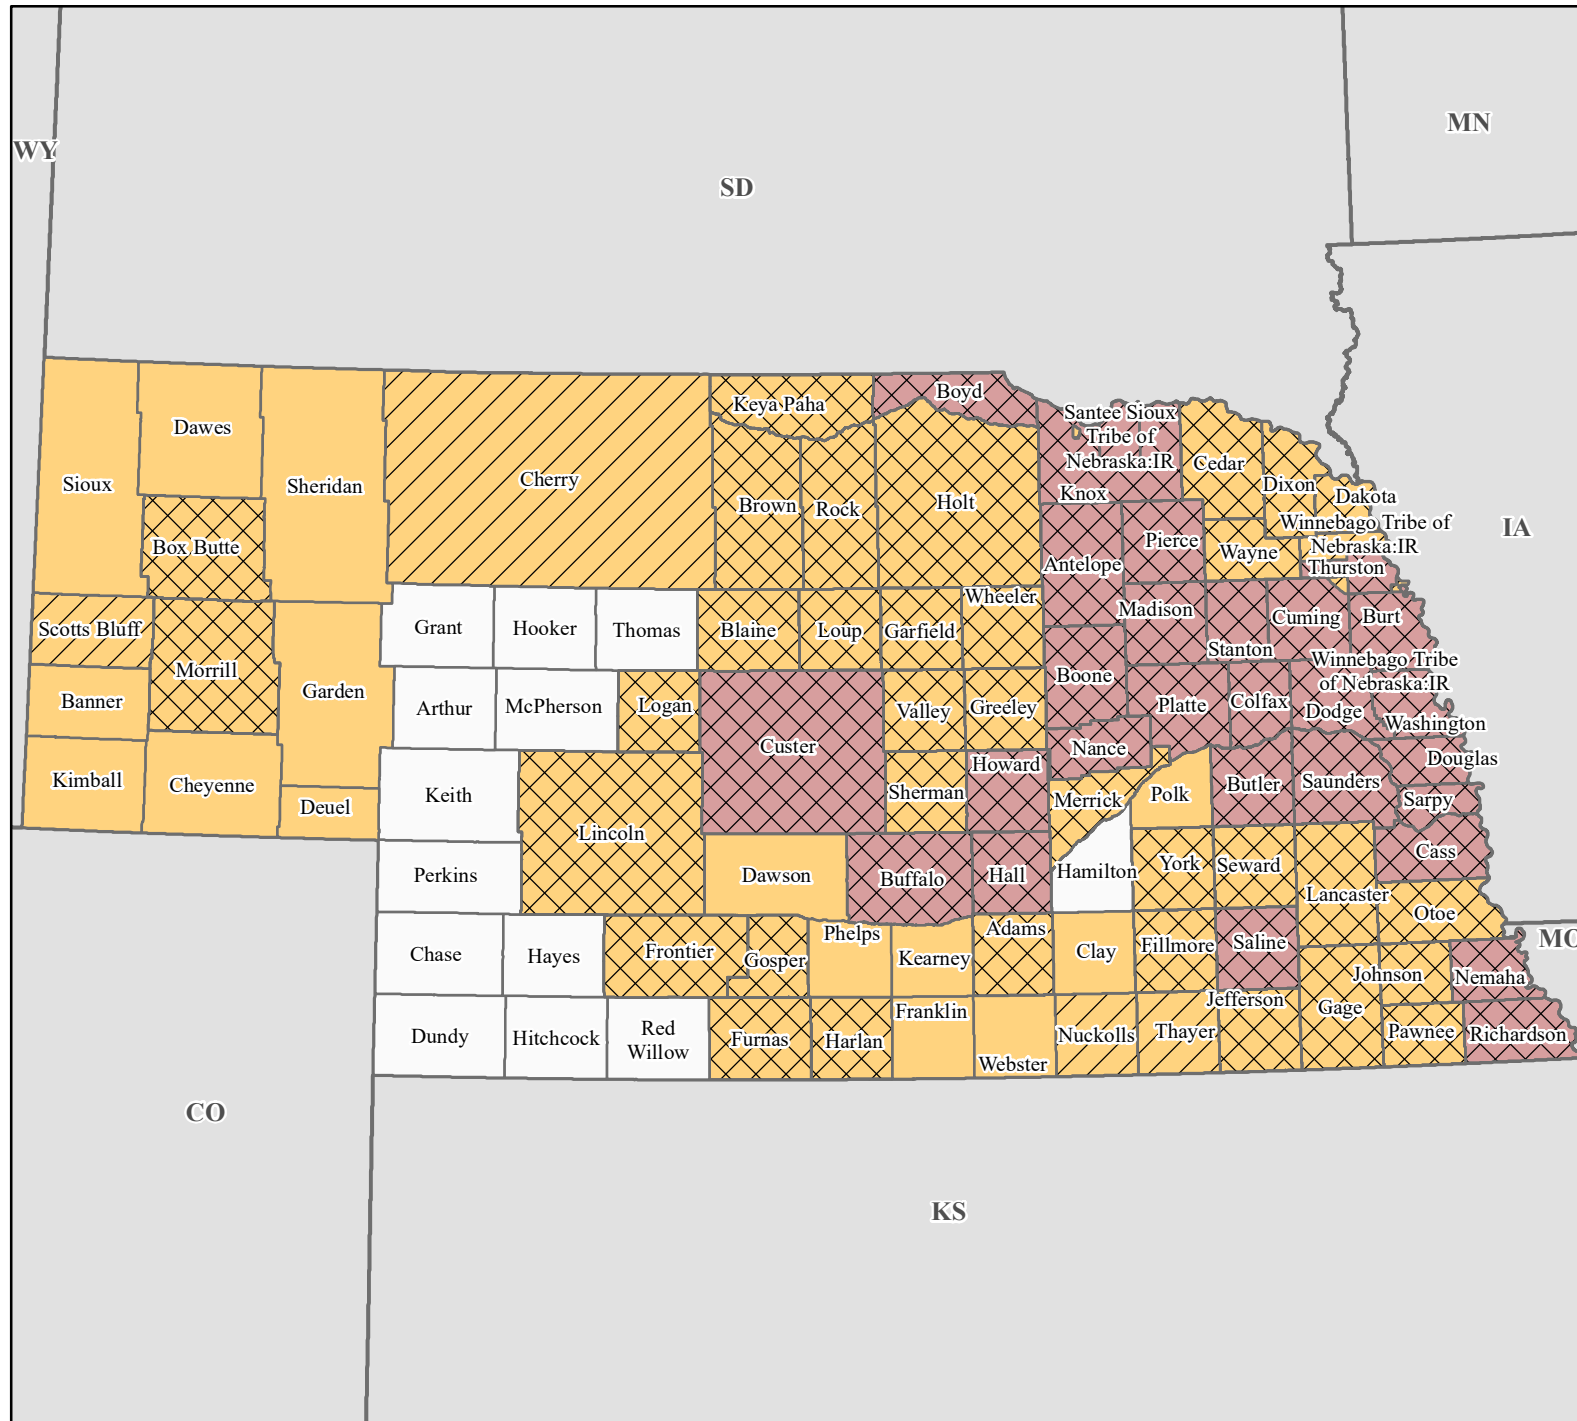 MN
WY
SD
Boyd
Keya Paha
Santee Sioux
Tribe of
Nebraska:IR
Dawes
Cedar
Sioux
Sheridan
Cherry
Dixon
Knox
Dakota
Brown
Rock
Holt
Winnebago Tribe of
Nebraska:IR
IA
Pierce
Box Butte
Wayne
Antelope
Thurston
Wheeler
Madison
Cuming
Burt
Scotts Bluff
Grant
Hooker
Thomas
Blaine
Loup
Garfield
Stanton
Winnebago Tribe
of Nebraska:IR
Morrill
Boone
Garden
Banner
Arthur
McPherson
Logan
Valley
Greeley
Platte
Colfax
Dodge
Washington
Custer
Nance
Howard
Douglas
Kimball
Cheyenne
Keith
Sherman
Merrick
Polk
Butler
Saunders
Sarpy
Deuel
Lincoln
Cass
Perkins
Dawson
Buffalo
Hall
Hamilton
York
Seward
Lancaster
Otoe
Phelps
Adams
MO
Chase
Hayes
Frontier
Gosper
Kearney
Clay
Fillmore
Saline
Johnson
Nemaha
Jefferson
Gage
Franklin
Dundy
Hitchcock
Red
Willow
Furnas
Harlan
Nuckolls
Thayer
Pawnee
Richardson
Webster
CO
KS